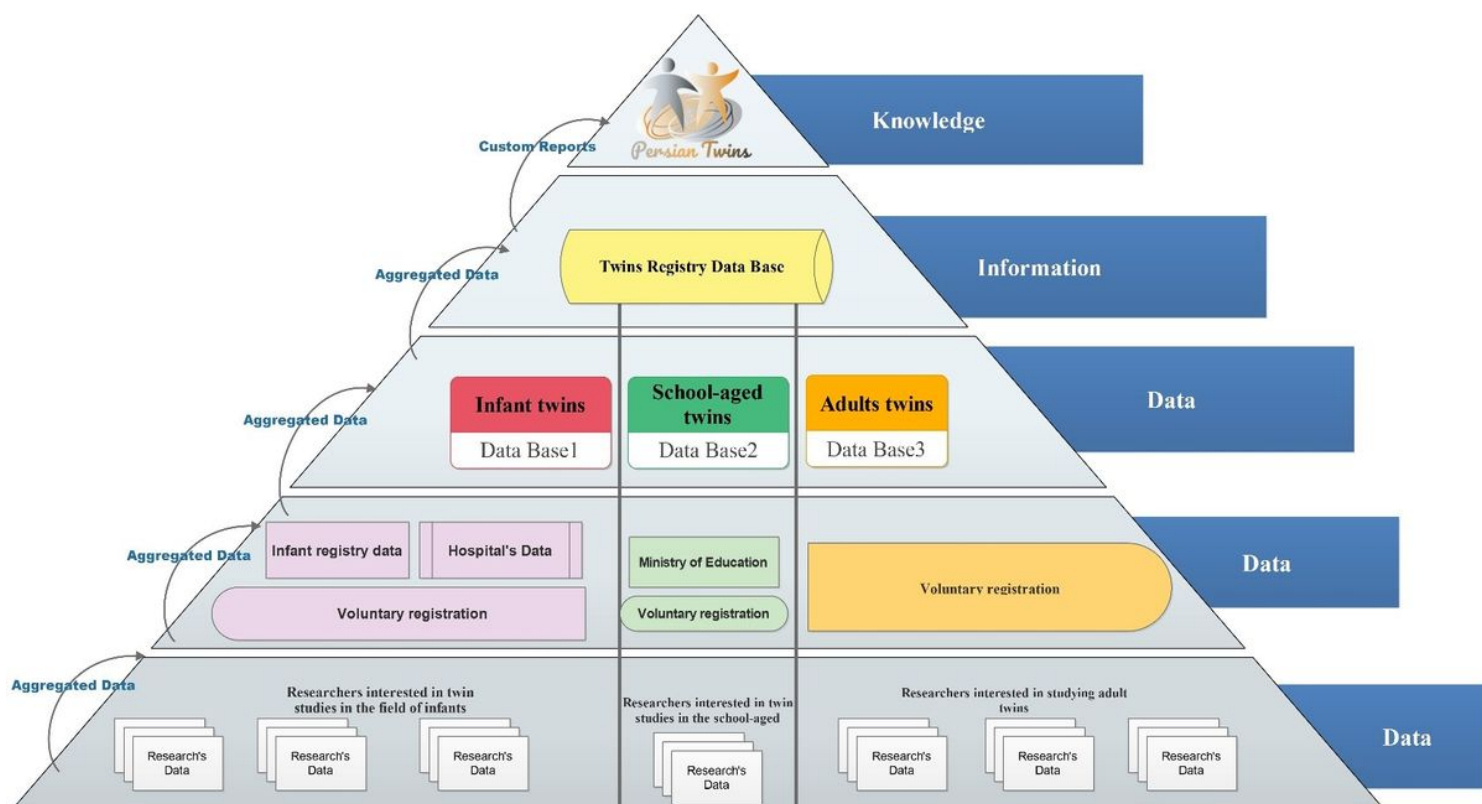 Persian Twins
Knowledge
Custom Reports
Twins Registry Data Base
Information
Aggregated Data
Infant twins
Data Base1
School-aged
twins
Data Base2
Adults twins
Data Base3
Data
Aggregated Data
Infant registry data
Hospital's Data
Voluntary registration
Ministry of Education
Voluntary registration
Voluntary registration
Data
Aggregated Data
Researchers interested in twin
studies in the field of infants
Research's
Data
Research's
Data
Research's
Data
Researchers interested in twin
studies in the school-aged
Research's
Data
Researchers interested in studying adult
twins
Research's
Data
Research's
Data
Research's
Data
Data
Aggregated Data